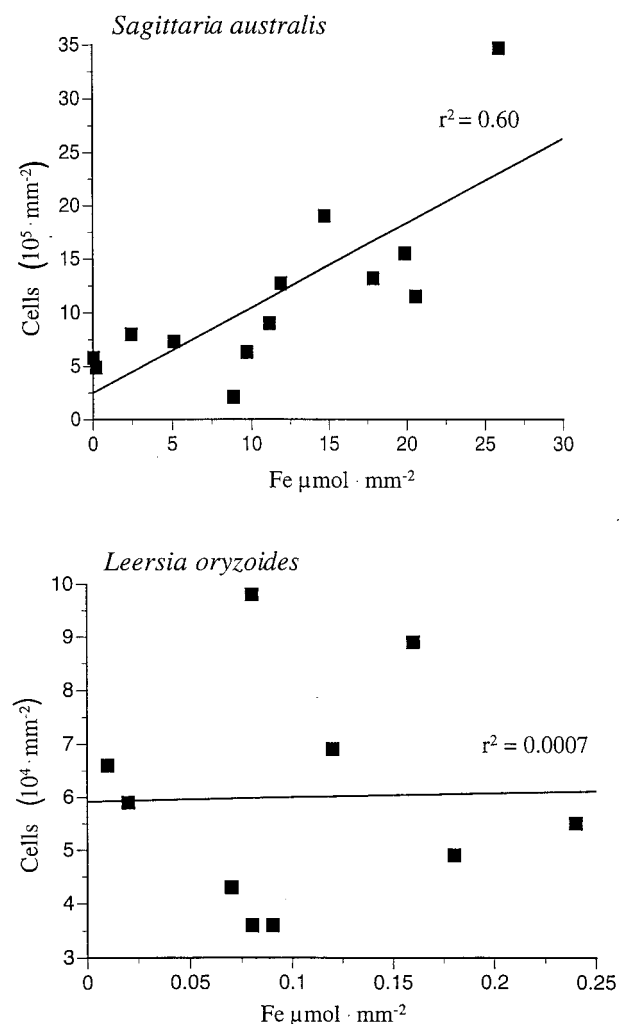 Sagittaria australis
35
30
25
20
15
10
5
0
Cells (10⁵·mm⁻²)
r² = 0.60
0 5 10 15 20 25 30
Fe µmol · mm⁻²
Leersia oryzoides
10
9
8
7
6
5
4
3
Cells (10⁴·mm⁻²)
r² = 0.0007
0 0.05 0.1 0.15 0.2 0.25
Fe µmol · mm⁻²